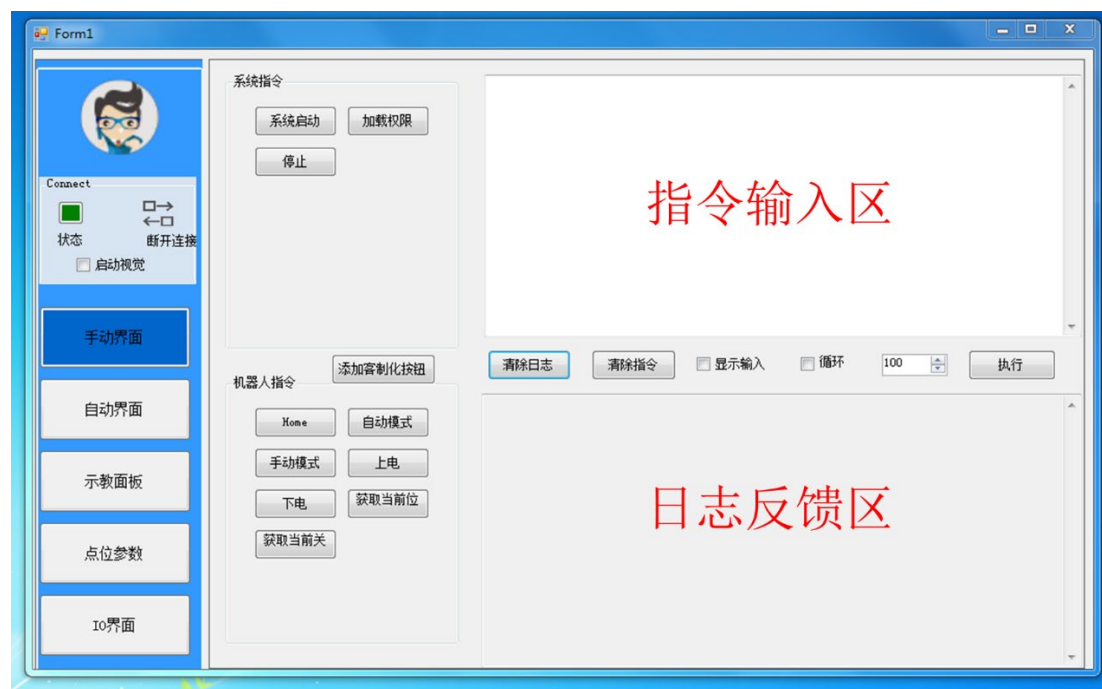 Form1
Connect
状态
断开连接
启动视觉
手动界面
自动界面
示教面板
点位参数
IO界面
系统指令
系统启动
加载权限
停止
添加客制化按钮
机器人指令
Home
自动模式
手动模式
上电
下电
获取当前位
获取当前关
指令输入区
清除日志
清除指令
显示输入
循环
100
执行
日志反馈区